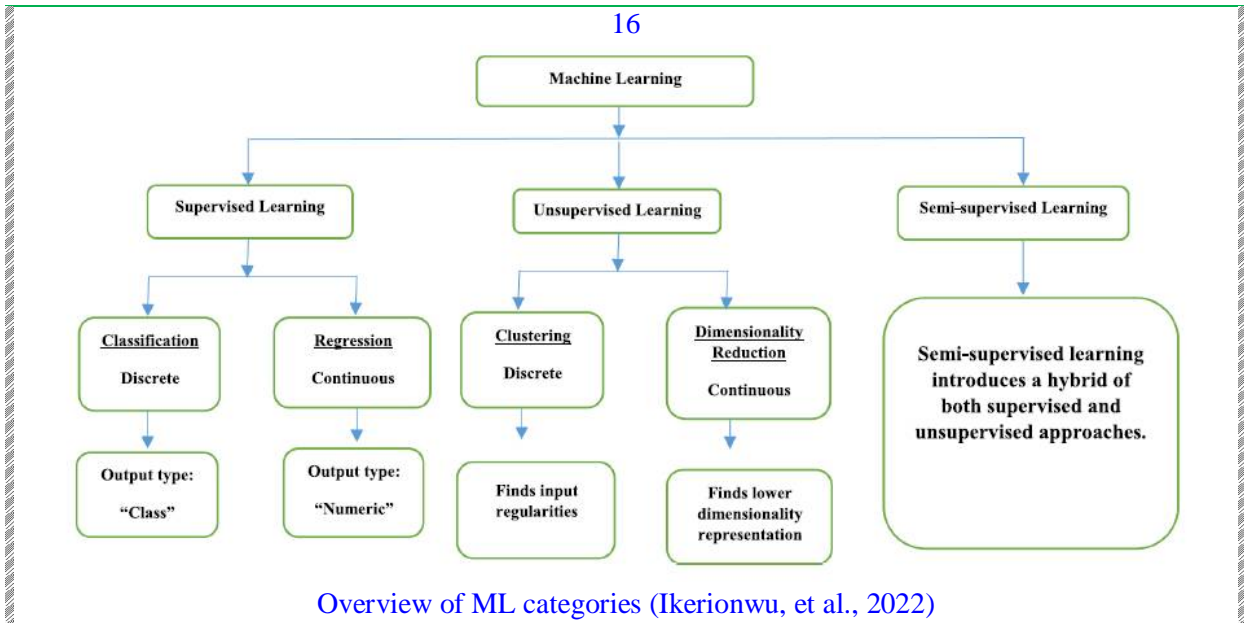 16
Machine Learning
Supervised Learning
Unsupervised Learning
Semi-supervised Learning
Classification
Discrete
Regression
Continuous
Clustering
Discrete
Dimensionality
Reduction
Continuous
Semi-supervised learning
introduces a hybrid of
both supervised and
unsupervised approaches.
Output type:
“Class”
Output type:
“Numeric”
Finds input
regularities
Finds lower
dimensionality
representation
Overview of ML categories (Ikerionwu, et al., 2022)